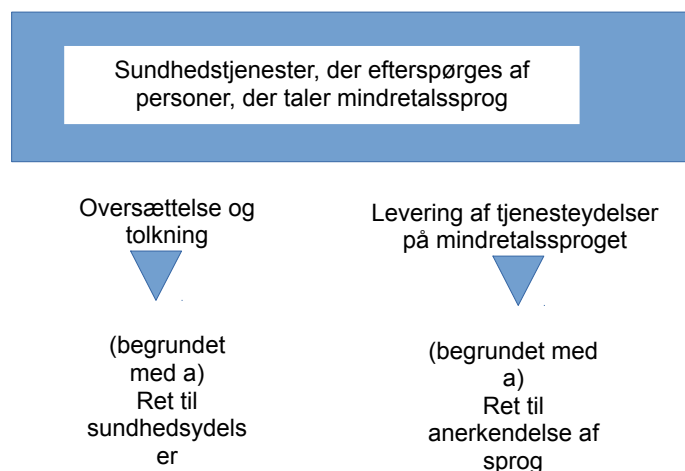 Sundhedstjenester, der efterspørges af
personer, der taler mindretalssprog
Oversættelse og
tolkning
Levering af tjenesteydelser
på mindretalssproget
(begrundet
med a)
Ret til
sundhedsydels
er
(begrundet med
a)
Ret til
anerkendelse af
sprog